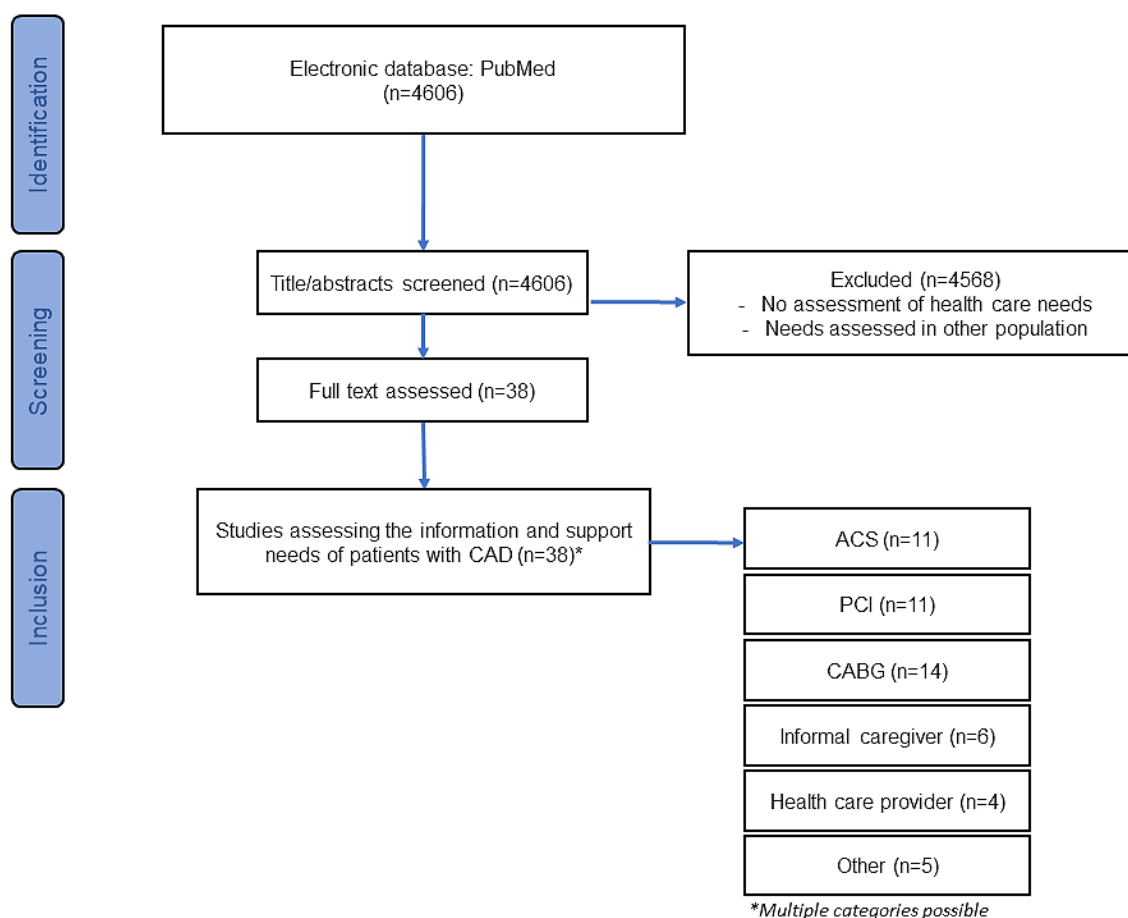 Identification
Electronic database: PubMed
(n=4606)
Screening
Title/abstracts screened (n=4606)
Excluded (n=4568)
- No assessment of health care needs
- Needs assessed in other population
Full text assessed (n=38)
Inclusion
Studies assessing the information and support
needs of patients with CAD (n=38)*
ACS (n=11)
PCI (n=11)
CABG (n=14)
Informal caregiver (n=6)
Health care provider (n=4)
Other (n=5)
*Multiple categories possible